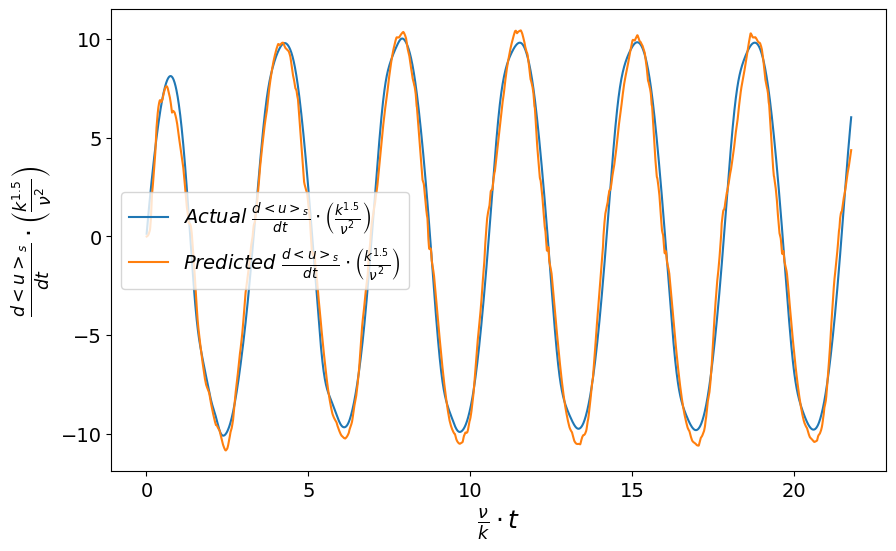 10
5
0
−5
−10
d<u>_s/dt · (k^1.5/ν^2)
Actual d<u>_s/dt · (k^1.5/ν^2)
Predicted d<u>_s/dt · (k^1.5/ν^2)
0 5 10 15 20
ν/k · t